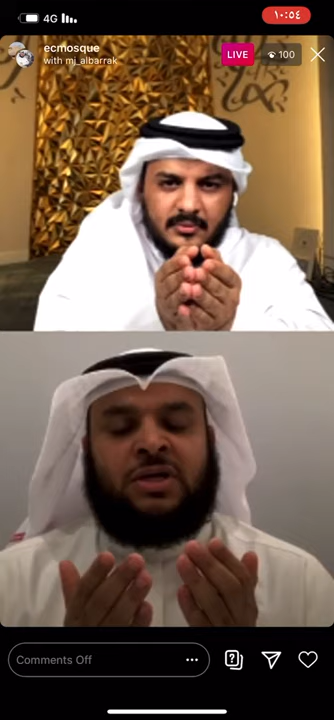 4G
١٠:٥٤
ecmosque
with mj_albarrak
LIVE
100
Comments Off